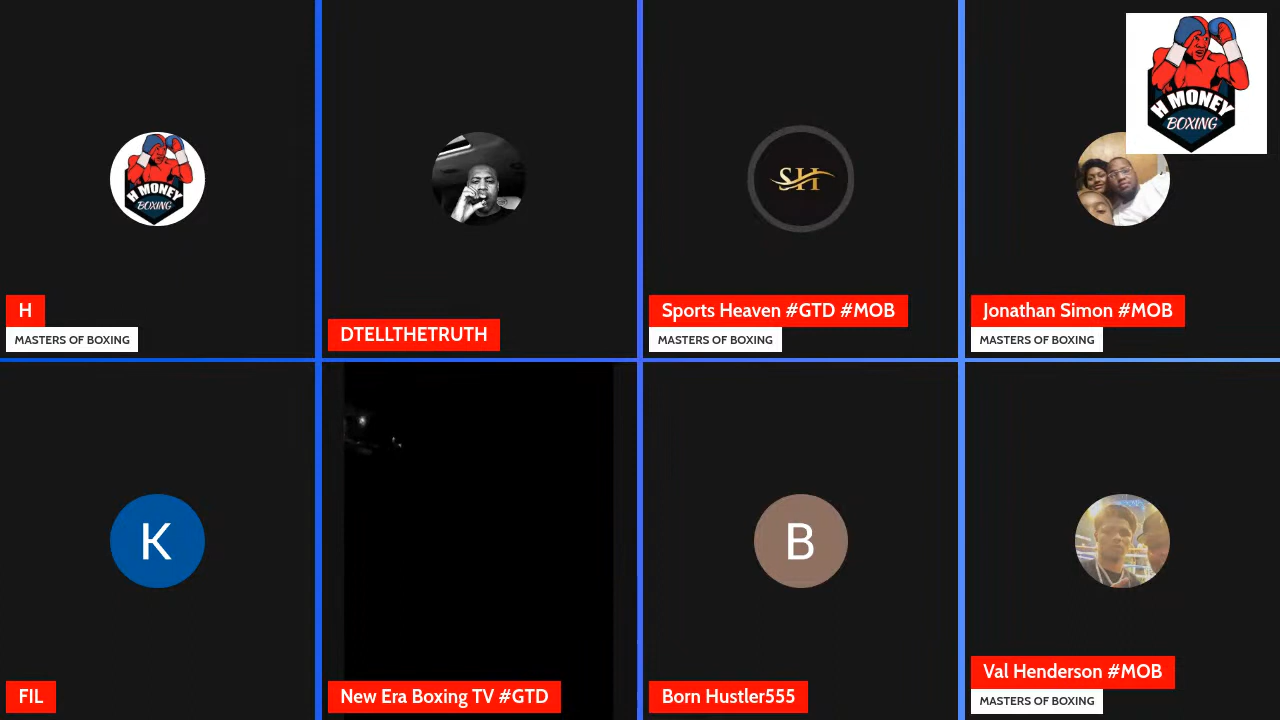 H MONEY
BOXING
H MONEY
BOXING
SH
H
MASTERS OF BOXING
DTELLTHETRUTH
Sports Heaven #GTD #MOB
MASTERS OF BOXING
Jonathan Simon #MOB
MASTERS OF BOXING
K
B
FIL
New Era Boxing TV #GTD
Born Hustler555
Val Henderson #MOB
MASTERS OF BOXING